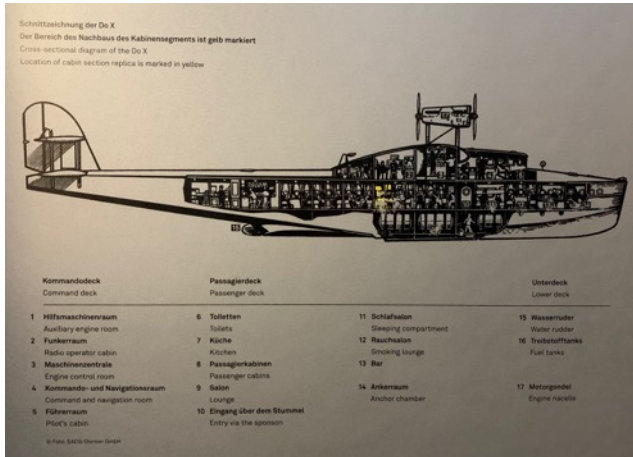 Schnittzeichnung der Do X
Der Bereich des Nachbaus des Kabinensegments ist gelb markiert
Cross-sectional diagram of the Do X
Location of cabin section replica is marked in yellow
15
Kommandodeck
Command deck
1 Hilfsmaschinenraum
Auxiliary engine room
2 Funkerraum
Radio operator cabin
3 Maschinenzentrale
Engine control room
4 Kommando- und Navigationsraum
Command and navigation room
5 Führerraum
Pilot's cabin
Passagierdeck
Passenger deck
6 Toiletten
Toilets
7 Küche
Kitchen
8 Passagierkabinen
Passenger cabins
9 Salon
Lounge
10 Eingang über dem Stummel
Entry via the sponson
11 Schlafsalon
Sleeping compartment
12 Rauchsalon
Smoking lounge
13 Bar
14 Ankerraum
Anchor chamber
Unterdeck
Lower deck
15 Wasserruder
Water rudder
16 Treibstofftanks
Fuel tanks
17 Motorgondel
Engine nacelle
© Foto: EADS/Dornier GmbH